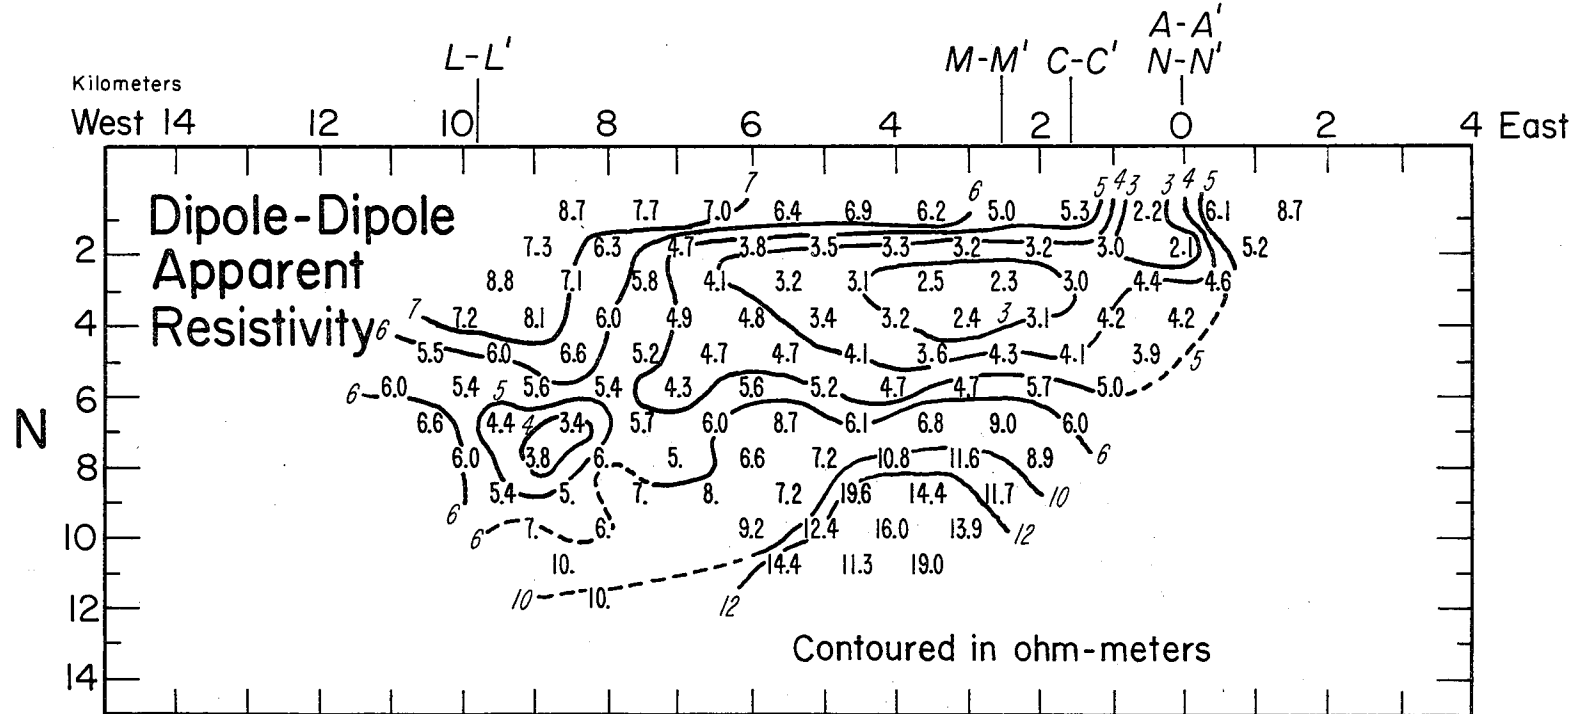 A-A'
L-L' M-M' C-C' N-N'
Kilometers
West 14 12 10 8 6 4 2 0 2 4 East
7 6 5 4 3 3 4 5
Dipole-Dipole 8.7 7.7 7.0 6.4 6.9 6.2 5.0 5.3 2.2 6.1 8.7
2 7.3 6.3 4.7 3.8 3.5 3.3 3.2 3.2 3.0 2.1 5.2
Apparent 8.8 7.1 5.8 4.1 3.2 3.1 2.5 2.3 3.0 4.4 4.6
4 Resistivity 6 7 7.2 8.1 6.0 4.9 4.8 3.4 3.2 2.4 3 3.1 4.2 4.2
5.5 6.0 6.6 5.2 4.7 4.7 4.1 3.6 4.3 4.1 3.9 5
6 6 6.0 5.4 5 5.6 5.4 4.3 5.6 5.2 4.7 4.7 5.7 5.0
N 6.6 4.4 4 3.4 5.7 6.0 8.7 6.1 6.8 9.0 6.0
8 6.0 3.8 6. 5. 6.6 7.2 10.8 11.6 8.9 6
6 5.4 5. 7. 8. 7.2 19.6 14.4 11.7 10
10 6 7. 6. 9.2 12.4 16.0 13.9 12
10. 14.4 11.3 19.0
12 10 10. 12
14 Contoured in ohm-meters